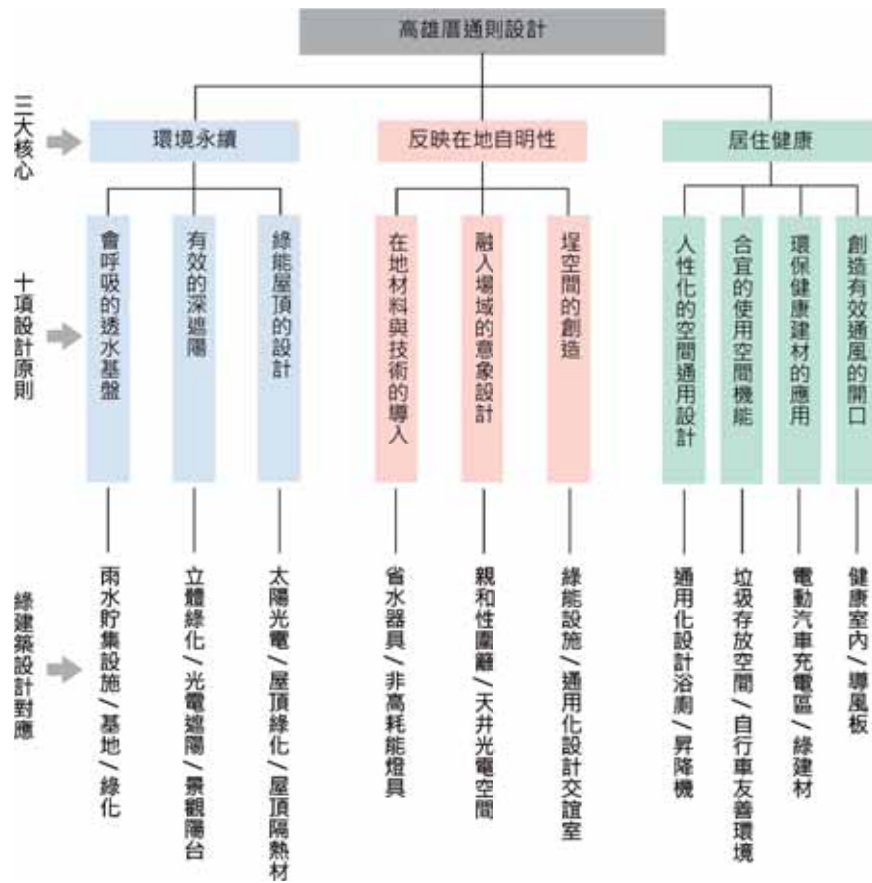 高雄厝通則設計
三大核心
環境永續
反映在地自明性
居住健康
十項設計原則
會呼吸的透水基盤
有效的深遮陽
綠能屋頂的設計
在地材料與技術的導入
融入場域的意象設計
埕空間的創造
人性化的空間通用設計
合宜的使用空間機能
環保健康建材的應用
創造有效通風的開口
綠建築設計對應
雨水貯集設施/基地/綠化
立體綠化/光電遮陽/景觀陽台
太陽光電/屋頂綠化/屋頂隔熱材
省水器具/非高耗能燈具
親和性圍籬/天井光電空間
綠能設施/通用化設計交誼室
通用化設計浴廁/昇降機
垃圾存放空間/自行車友善環境
電動汽車充電區/綠建材
健康室內/導風板